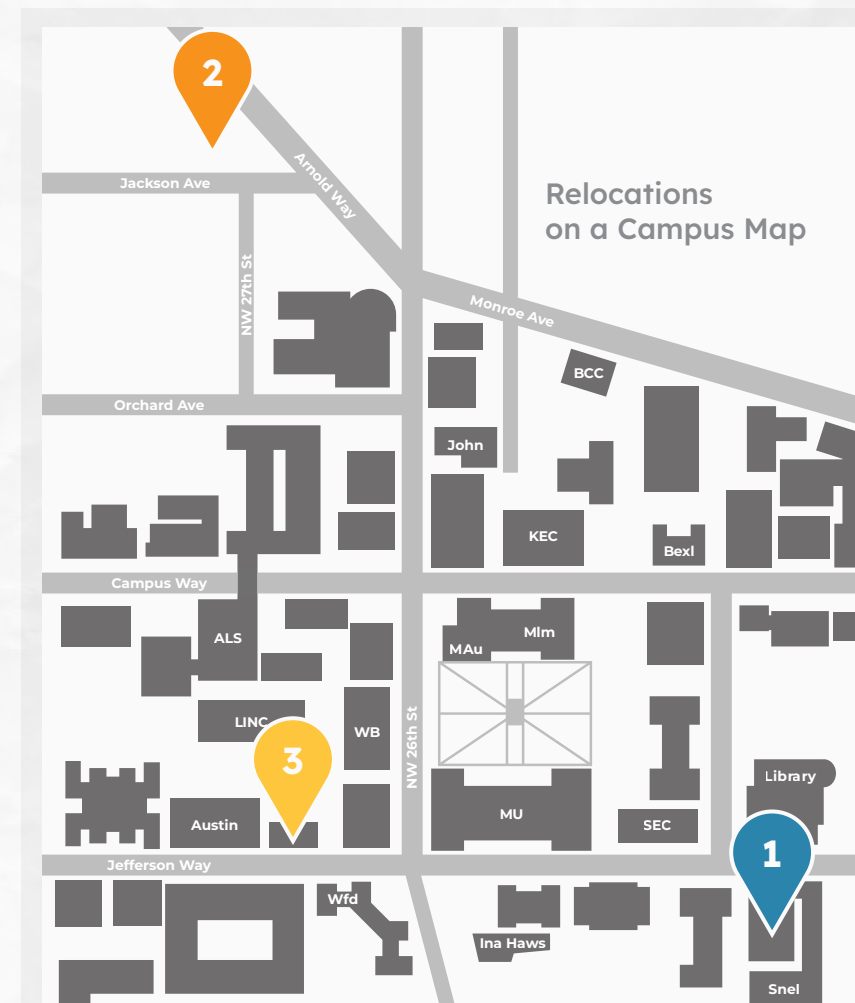 2
Jackson Ave
Arnold Way
Relocations
on a Campus Map
NW 27th St
Monroe Ave
BCC
Orchard Ave
John
KEC
Bexl
Campus Way
ALS
Mlm
MAu
LINC
WB
NW 26th St
3
Library
Austin
MU
SEC
1
Jefferson Way
Wfd
Ina Haws
Snel